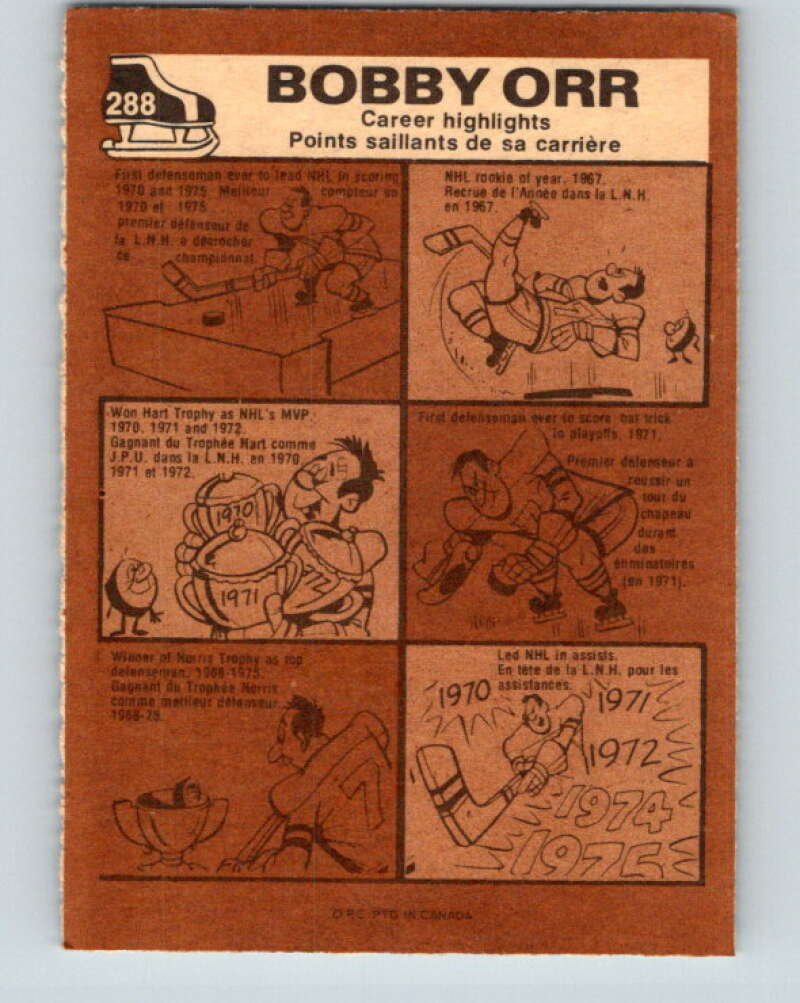 288
BOBBY ORR
Career highlights
Points saillants de sa carrière
First defenseman ever to lead NHL in scoring
1970 and 1975. Meilleur compteur en
1970 et 1975
premier défenseur de
la L.N.H. a décrocher
ce championnat
NHL rookie of year, 1967.
Recrue de l'Année dans la L.N.H.
en 1967.
Won Hart Trophy as NHL's MVP
1970, 1971 and 1972.
Gagnant du Trophée Hart comme
J.P.U. dans la L.N.H. en 1970
1971 et 1972.
1970
1971
72
First defenseman ever to score hat trick
in playoffs, 1971.
Premier defenseur a
reussir un
tour du
chapeau
durant
des
éliminatoires
(en 1971).
Winner of Norris Trophy as top
defenseman, 1968-1975.
Gagnant du Trophée Norris
comme meilleur défenseur
1968-75.
7
Led NHL in assists.
En tête de la L.N.H. pour les
assistances.
1970
1971
1972
1974
1975
O.P.C. PTD IN CANADA